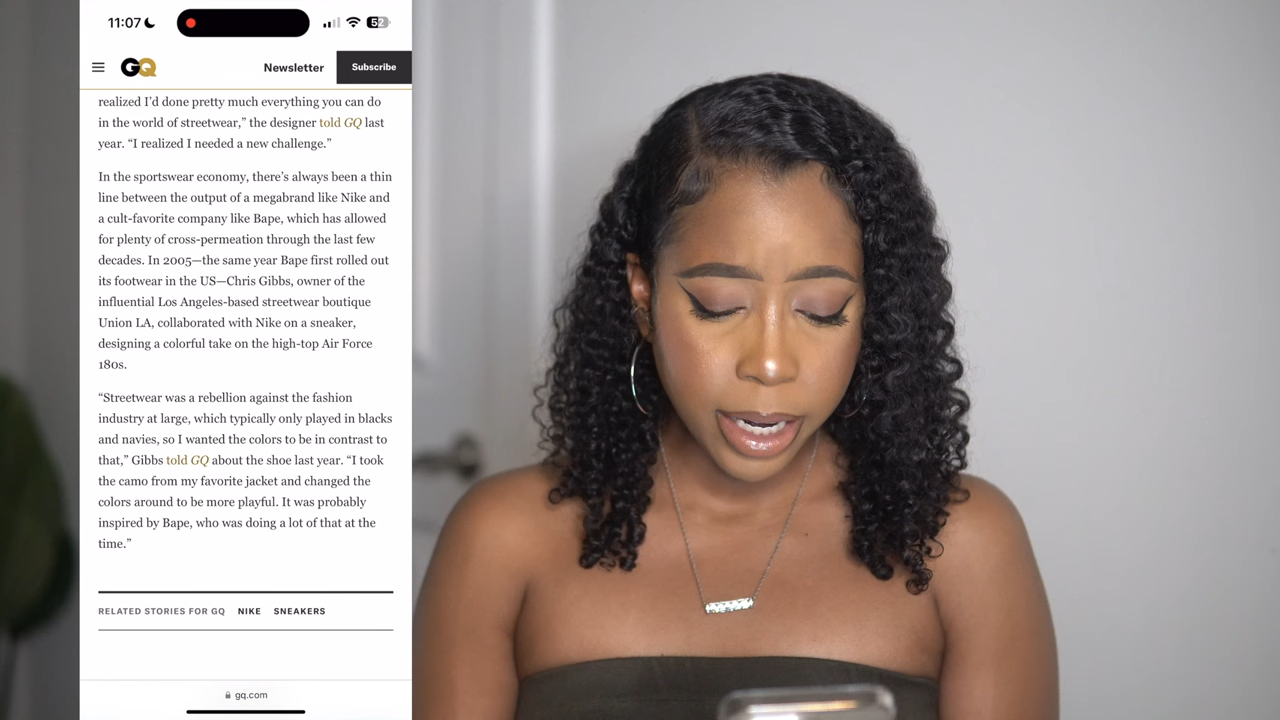 11:07
52
GQ
Newsletter
Subscribe
realized I’d done pretty much everything you can do
in the world of streetwear,” the designer told GQ last
year. “I realized I needed a new challenge.”
In the sportswear economy, there’s always been a thin
line between the output of a megabrand like Nike and
a cult-favorite company like Bape, which has allowed
for plenty of cross-permeation through the last few
decades. In 2005—the same year Bape first rolled out
its footwear in the US—Chris Gibbs, owner of the
influential Los Angeles-based streetwear boutique
Union LA, collaborated with Nike on a sneaker,
designing a colorful take on the high-top Air Force
180s.
“Streetwear was a rebellion against the fashion
industry at large, which typically only played in blacks
and navies, so I wanted the colors to be in contrast to
that,” Gibbs told GQ about the shoe last year. “I took
the camo from my favorite jacket and changed the
colors around to be more playful. It was probably
inspired by Bape, who was doing a lot of that at the
time.”
RELATED STORIES FOR GQ NIKE SNEAKERS
gq.com